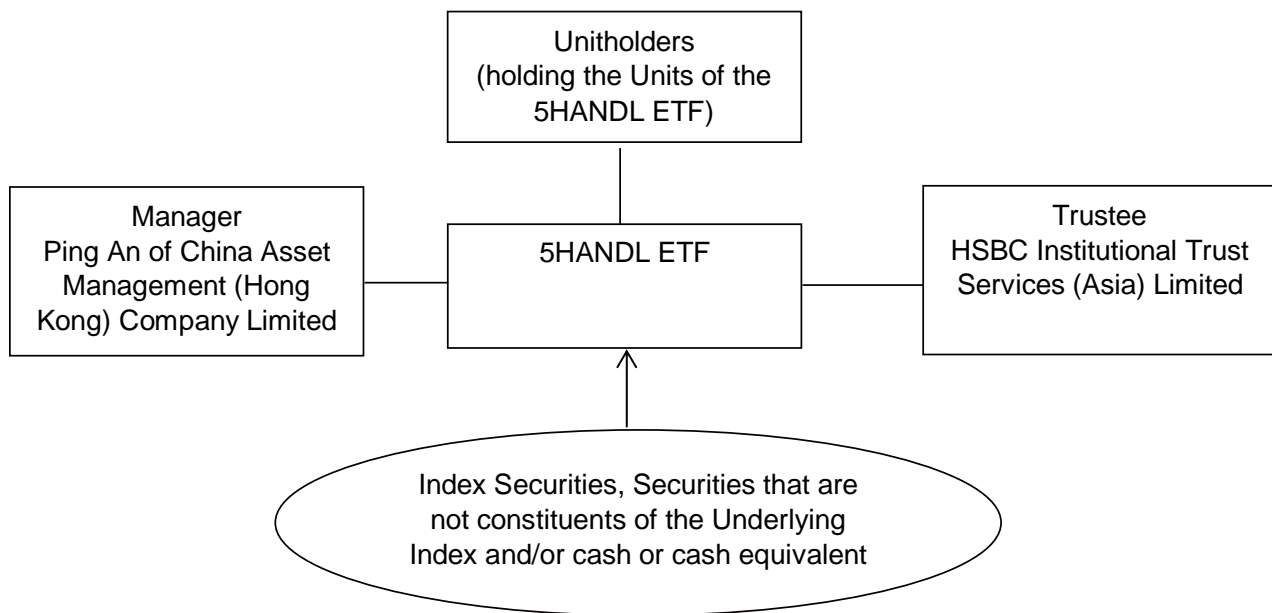 Unitholders
(holding the Units of the
5HANDL ETF)
Manager
Ping An of China Asset
Management (Hong
Kong) Company Limited
5HANDL ETF
Trustee
HSBC Institutional Trust
Services (Asia) Limited
Index Securities, Securities that are
not constituents of the Underlying
Index and/or cash or cash equivalent